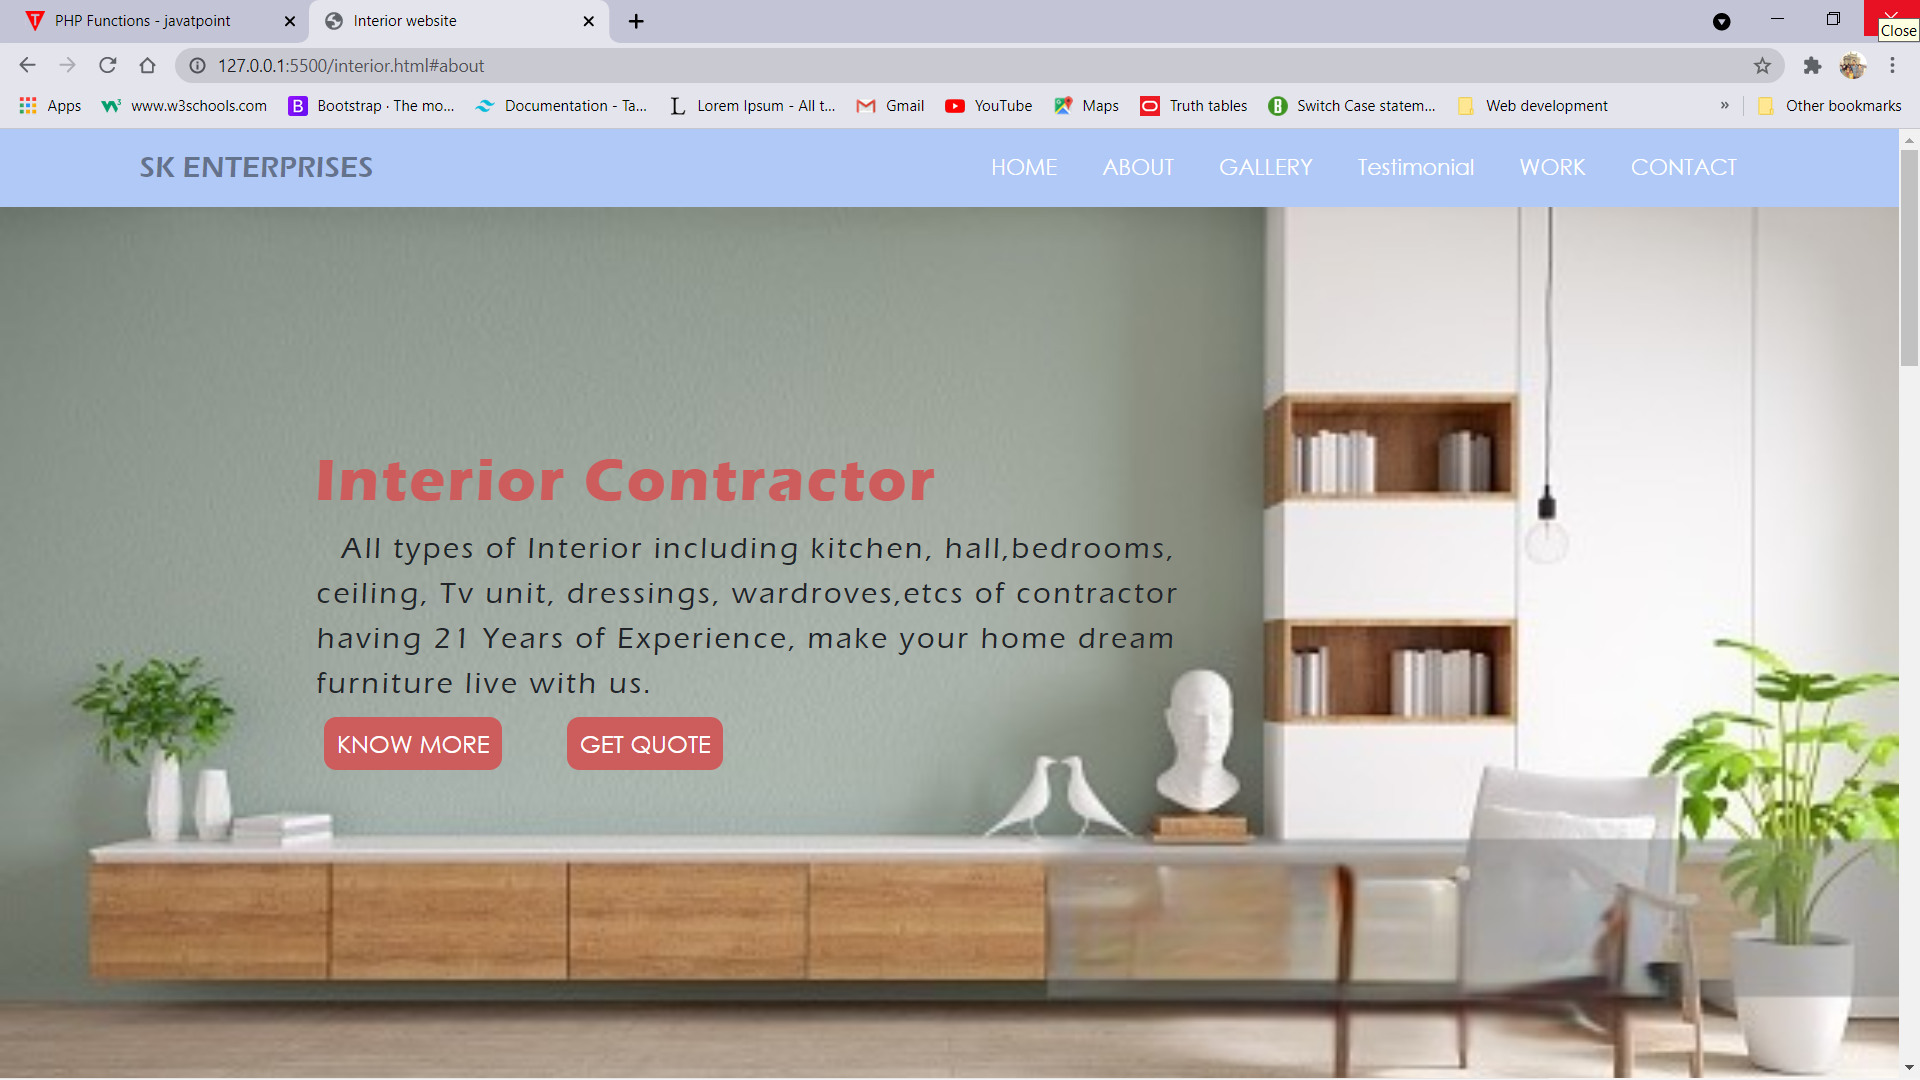 PHP Functions - javatpoint
Interior website
Close
127.0.0.1:5500/interior.html#about
Apps
www.w3schools.com
Bootstrap · The mo...
Documentation - Ta...
Lorem Ipsum - All t...
Gmail
YouTube
Maps
Truth tables
Switch Case statem...
Web development
»
Other bookmarks
SK ENTERPRISES
HOME
ABOUT
GALLERY
Testimonial
WORK
CONTACT
Interior Contractor
All types of Interior including kitchen, hall,bedrooms,
ceiling, Tv unit, dressings, wardroves,etcs of contractor
having 21 Years of Experience, make your home dream
furniture live with us.
KNOW MORE
GET QUOTE